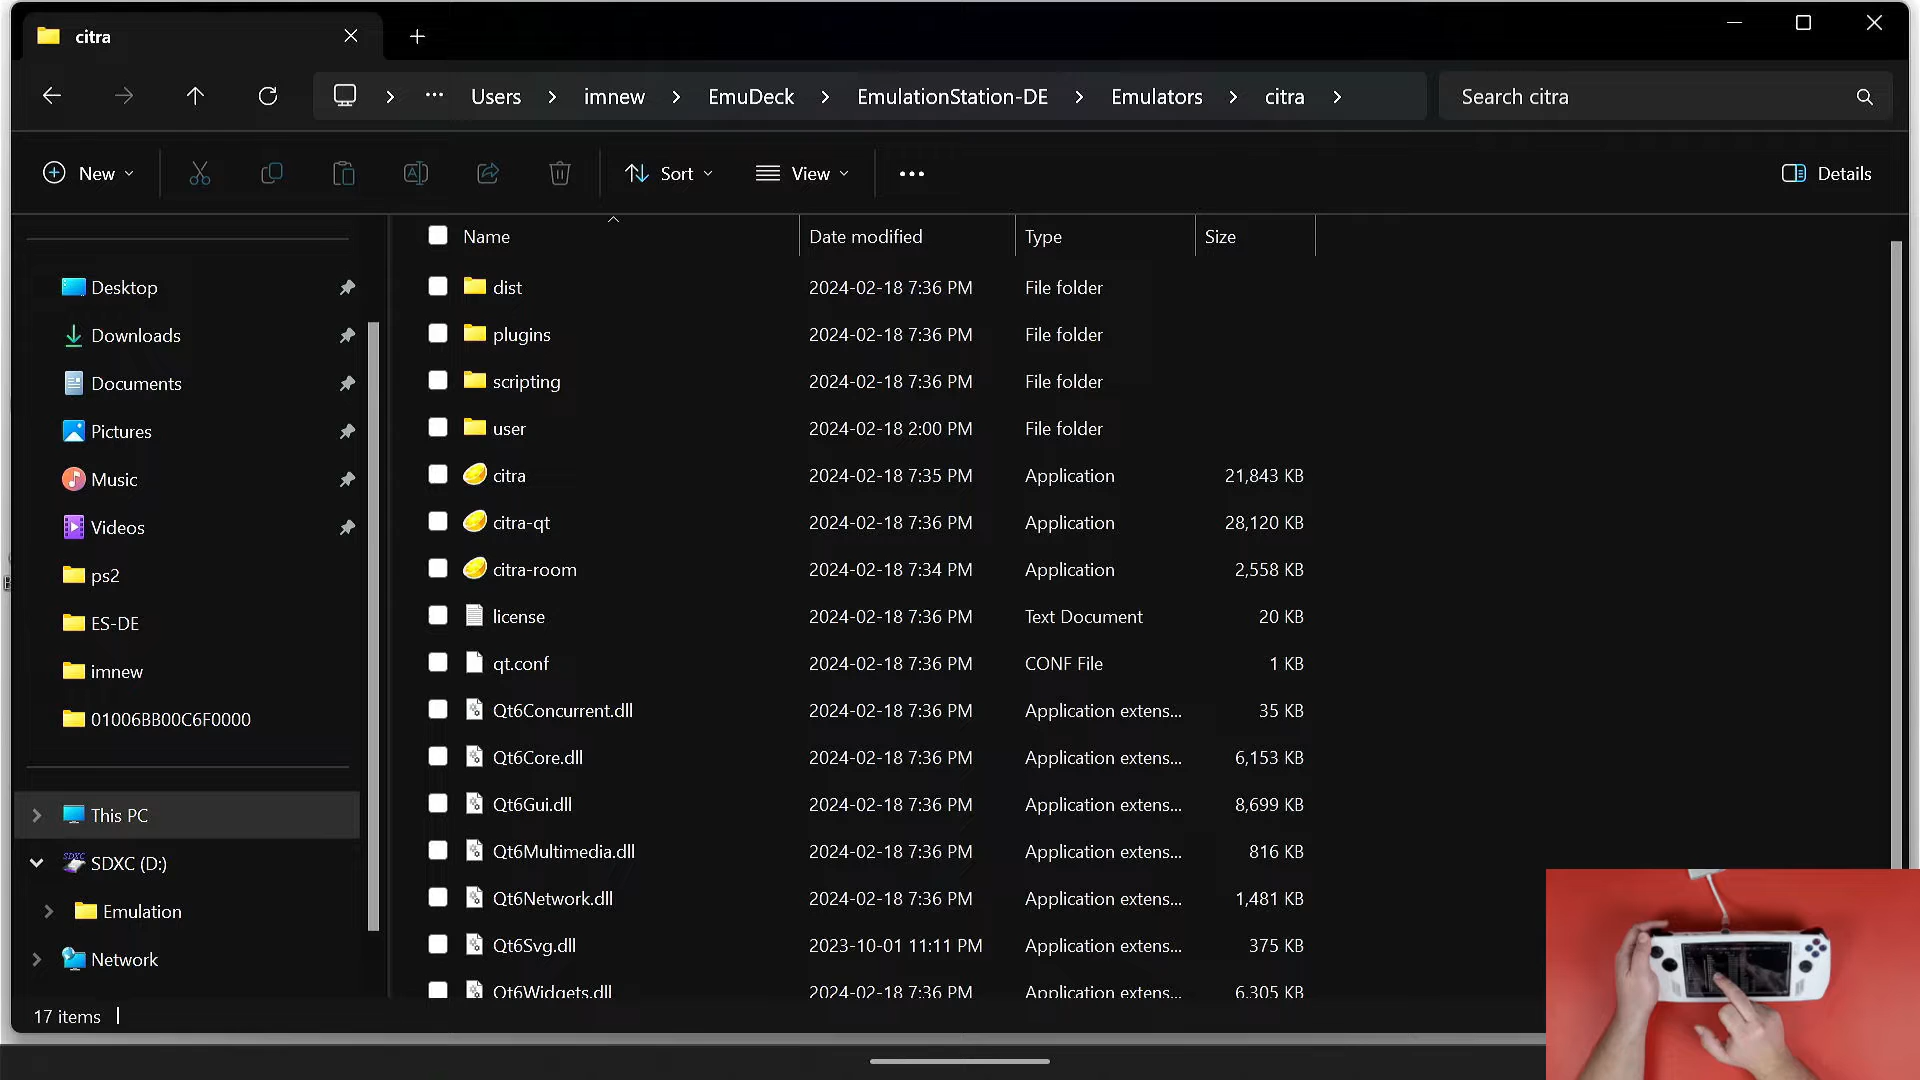 citra
Users
imnew
EmuDeck
EmulationStation-DE
Emulators
citra
Search citra
New
Sort
View
Details
Name
Date modified
Type
Size
Desktop
Downloads
Documents
Pictures
Music
Videos
ps2
ES-DE
imnew
01006BB00C6F0000
This PC
SDXC (D:)
Emulation
Network
dist 2024-02-18 7:36 PM File folder
plugins 2024-02-18 7:36 PM File folder
scripting 2024-02-18 7:36 PM File folder
user 2024-02-18 2:00 PM File folder
citra 2024-02-18 7:35 PM Application 21,843 KB
citra-qt 2024-02-18 7:36 PM Application 28,120 KB
citra-room 2024-02-18 7:34 PM Application 2,558 KB
license 2024-02-18 7:36 PM Text Document 20 KB
qt.conf 2024-02-18 7:36 PM CONF File 1 KB
Qt6Concurrent.dll 2024-02-18 7:36 PM Application extens... 35 KB
Qt6Core.dll 2024-02-18 7:36 PM Application extens... 6,153 KB
Qt6Gui.dll 2024-02-18 7:36 PM Application extens... 8,699 KB
Qt6Multimedia.dll 2024-02-18 7:36 PM Application extens... 816 KB
Qt6Network.dll 2024-02-18 7:36 PM Application extens... 1,481 KB
Qt6Svg.dll 2023-10-01 11:11 PM Application extens... 375 KB
Qt6Widgets.dll 2024-02-18 7:36 PM Application extens... 6,305 KB
17 items